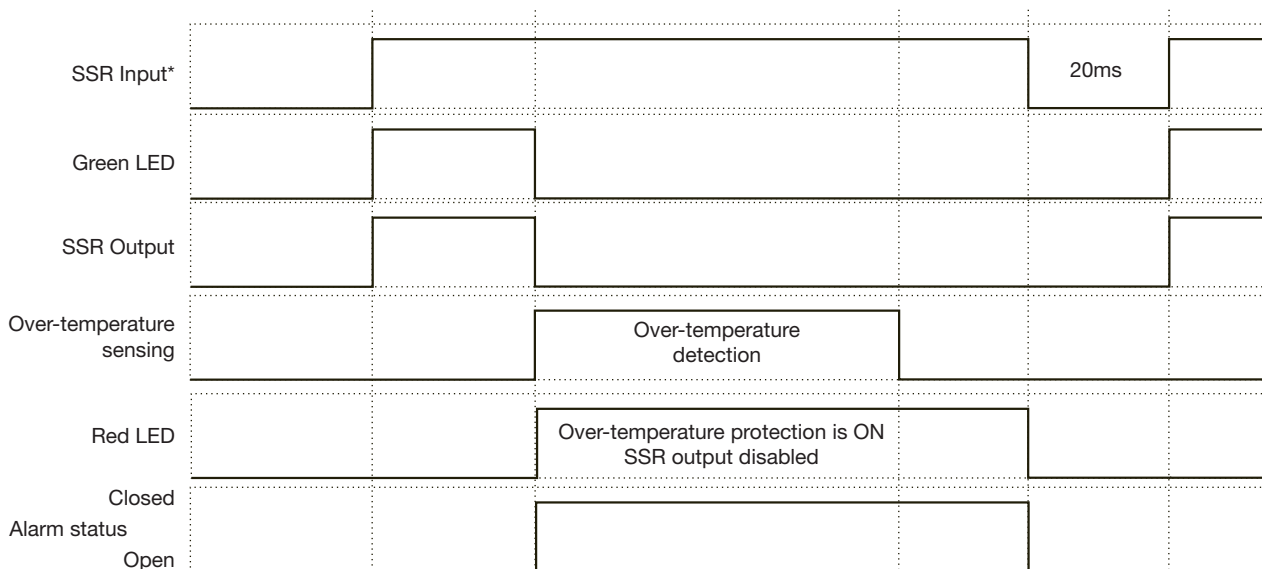 SSR Input*
20ms
Green LED
SSR Output
Over-temperature
sensing
Over-temperature
detection
Red LED
Over-temperature protection is ON
SSR output disabled
Closed
Alarm status
Open